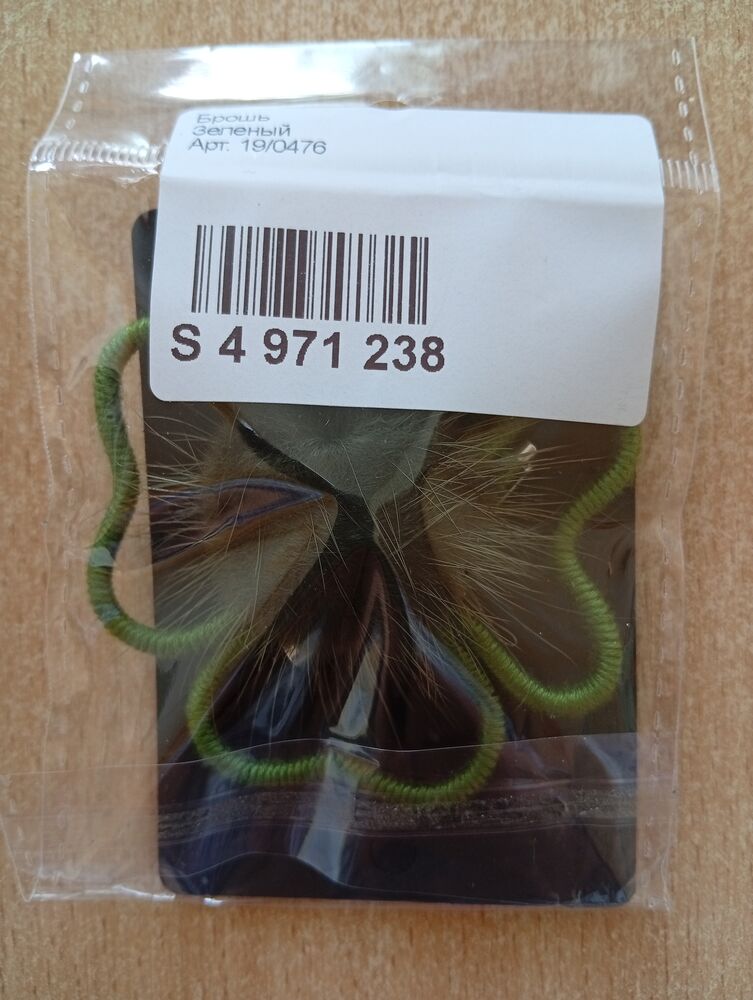 Брошь
Зеленый
Арт. 19/0476
S 4 971 238